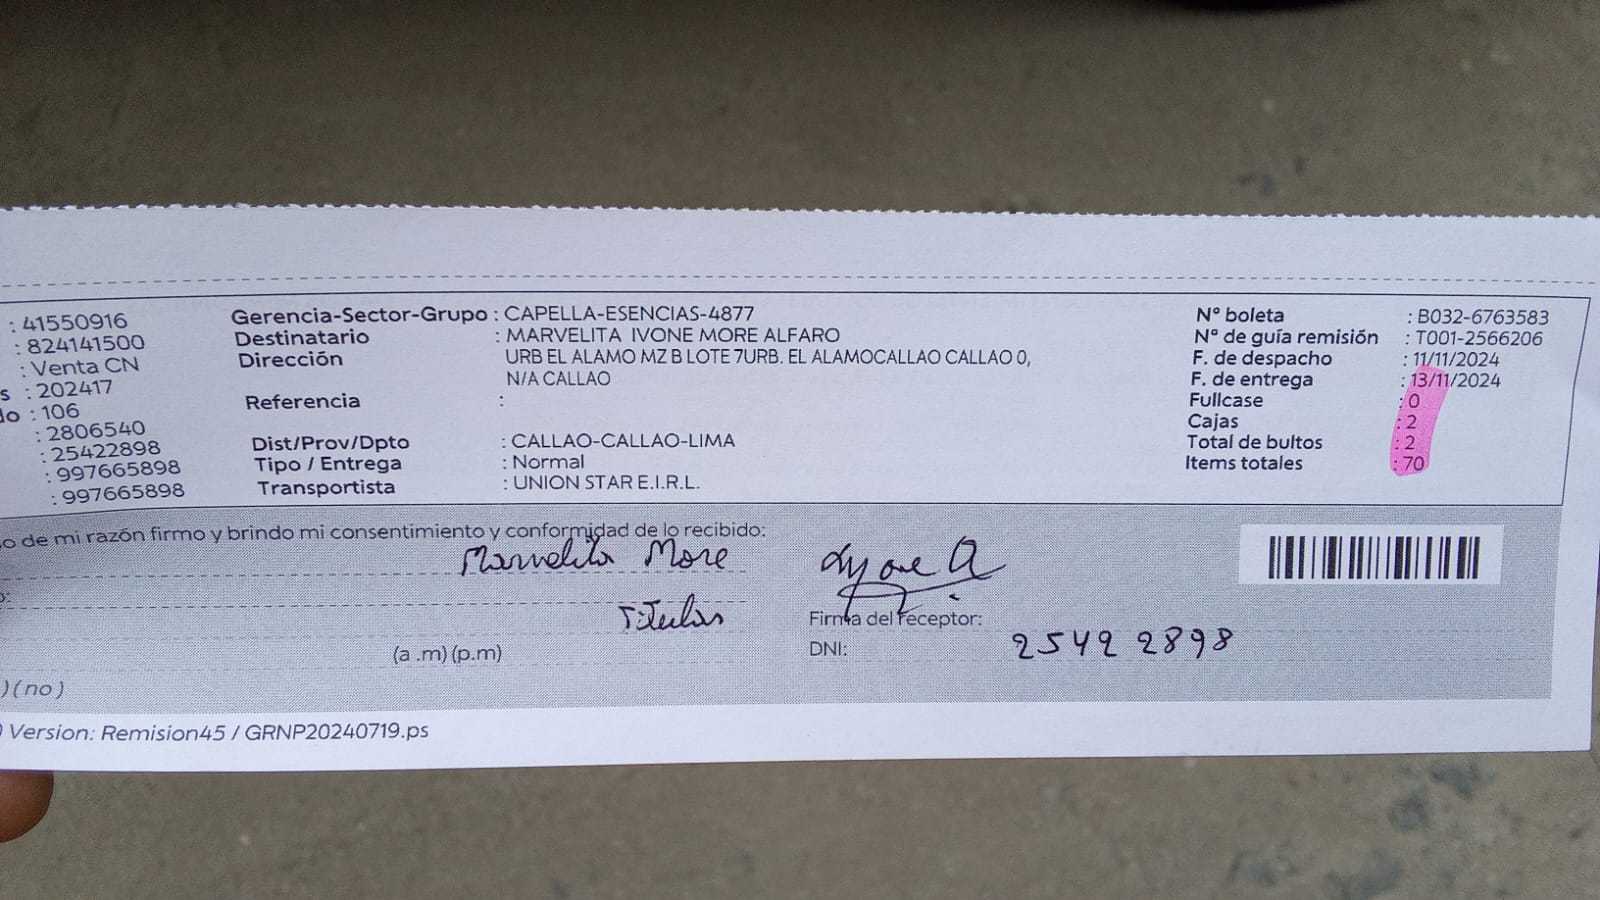 : 41550916
: 824141500
: Venta CN
s : 202417
do : 106
: 2806540
: 25422898
: 997665898
: 997665898
Gerencia-Sector-Grupo : CAPELLA-ESENCIAS-4877
Destinatario : MARVELITA IVONE MORE ALFARO
Dirección URB EL ALAMO MZ B LOTE 7URB. EL ALAMOCALLAO CALLAO 0,
N/A CALLAO
Referencia :
Dist/Prov/Dpto : CALLAO-CALLAO-LIMA
Tipo / Entrega : Normal
Transportista : UNION STAR E.I.R.L.
Nº boleta : B032-6763583
Nº de guía remisión : T001-2566206
F. de despacho : 11/11/2024
F. de entrega : 13/11/2024
Fullcase : 0
Cajas : 2
Total de bultos : 2
Items totales : 70
so de mi razón firmo y brindo mi consentimiento y conformidad de lo recibido:
Marvelita More
Titular
Firma del receptor:
(a .m) (p.m)
DNI: 25422898
) ( no )
) Version: Remision45 / GRNP20240719.ps